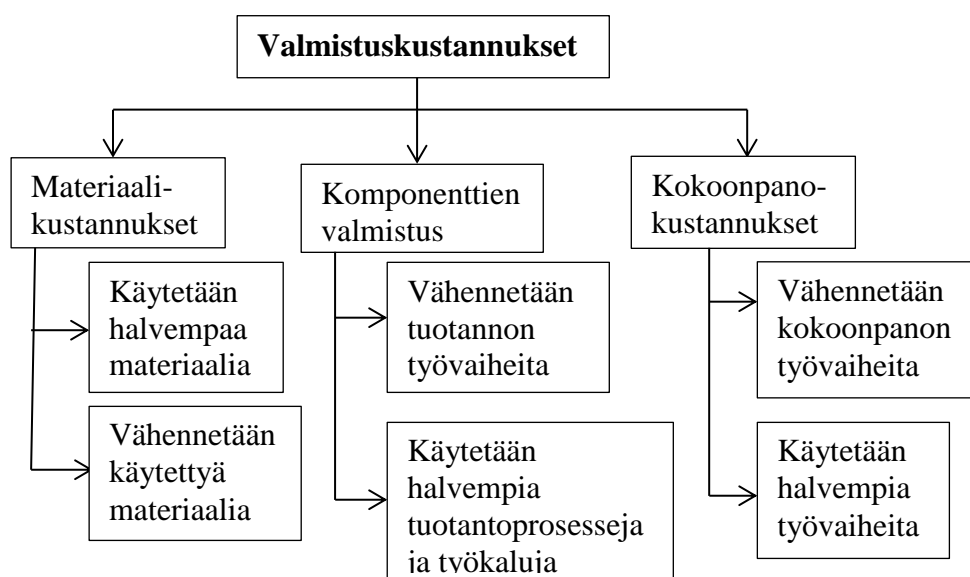 Valmistuskustannukset
Materiaali-
kustannukset
Käytetään
halvempaa
materiaalia
Vähennetään
käytettyä
materiaalia
Komponenttien
valmistus
Vähennetään
tuotannon
työvaiheita
Käytetään
halvempia
tuotantoprosesseja
ja työkaluja
Kokoonpano-
kustannukset
Vähennetään
kokoonpanon
työvaiheita
Käytetään
halvempia
työvaiheita